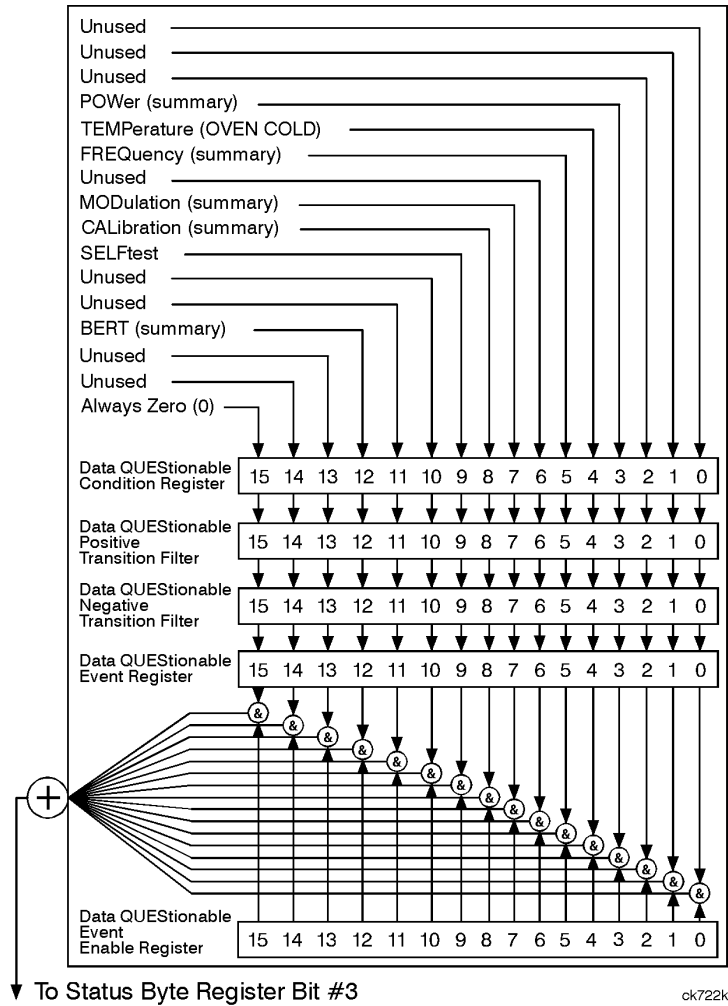 Unused
Unused
Unused
POWer (summary)
TEMPerature (OVEN COLD)
FREQuency (summary)
Unused
MODulation (summary)
CALibration (summary)
SELFtest
Unused
Unused
BERT (summary)
Unused
Unused
Always Zero (0)
Data QUEStionable
Condition Register
15 14 13 12 11 10 9 8 7 6 5 4 3 2 1 0
Data QUEStionable
Positive
Transition Filter
15 14 13 12 11 10 9 8 7 6 5 4 3 2 1 0
Data QUEStionable
Negative
Transition Filter
15 14 13 12 11 10 9 8 7 6 5 4 3 2 1 0
Data QUEStionable
Event Register
15 14 13 12 11 10 9 8 7 6 5 4 3 2 1 0
& & & & & & & & & & & & & & & &
+
Data QUEStionable
Event
Enable Register
15 14 13 12 11 10 9 8 7 6 5 4 3 2 1 0
To Status Byte Register Bit #3
ck722k